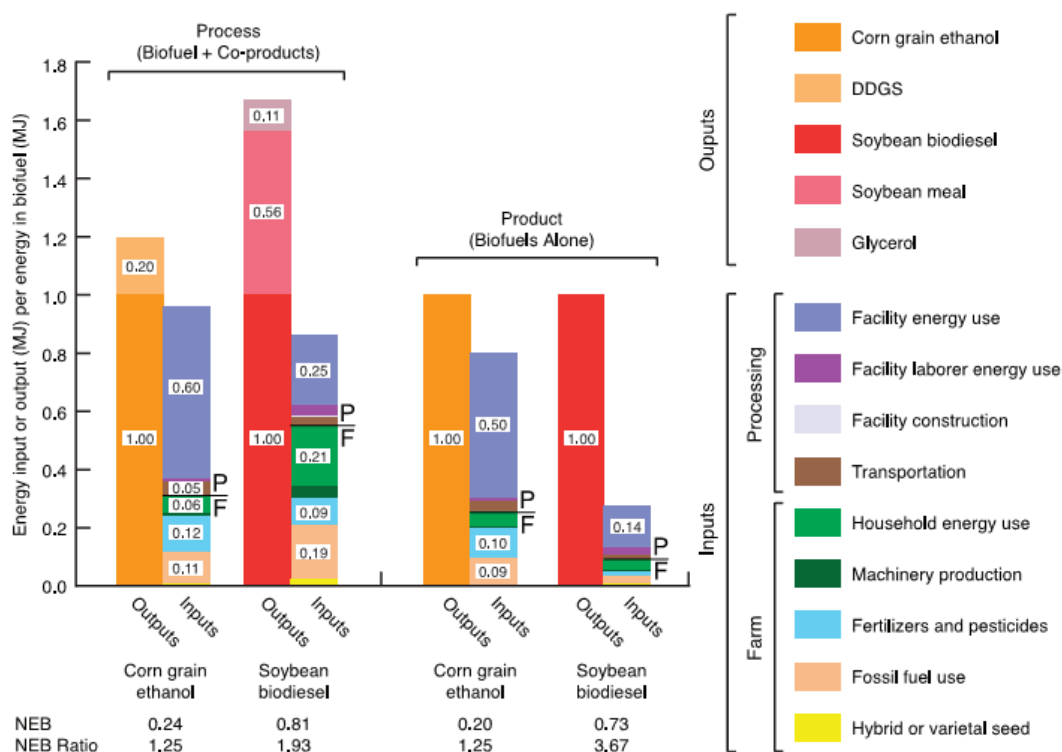 Process
(Biofuel + Co-products)
Energy input or output (MJ) per energy in biofuel (MJ)
1.8
1.6
1.4
1.2
1.0
0.8
0.6
0.4
0.2
0.0
0.20
1.00
0.60
0.05
0.06
0.12
0.11
P
F
0.11
0.56
1.00
0.25
0.21
0.09
0.19
P
F
Product
(Biofuels Alone)
1.00
0.50
0.10
0.09
P
F
1.00
0.14
P
F
Outputs
Inputs
Outputs
Inputs
Outputs
Inputs
Outputs
Inputs
Corn grain ethanol
Soybean biodiesel
Corn grain ethanol
Soybean biodiesel
NEB 0.24 0.81 0.20 0.73
NEB Ratio 1.25 1.93 1.25 3.67
Ouputs
Corn grain ethanol
DDGS
Soybean biodiesel
Soybean meal
Glycerol
Inputs
Processing
Facility energy use
Facility laborer energy use
Facility construction
Transportation
Farm
Household energy use
Machinery production
Fertilizers and pesticides
Fossil fuel use
Hybrid or varietal seed